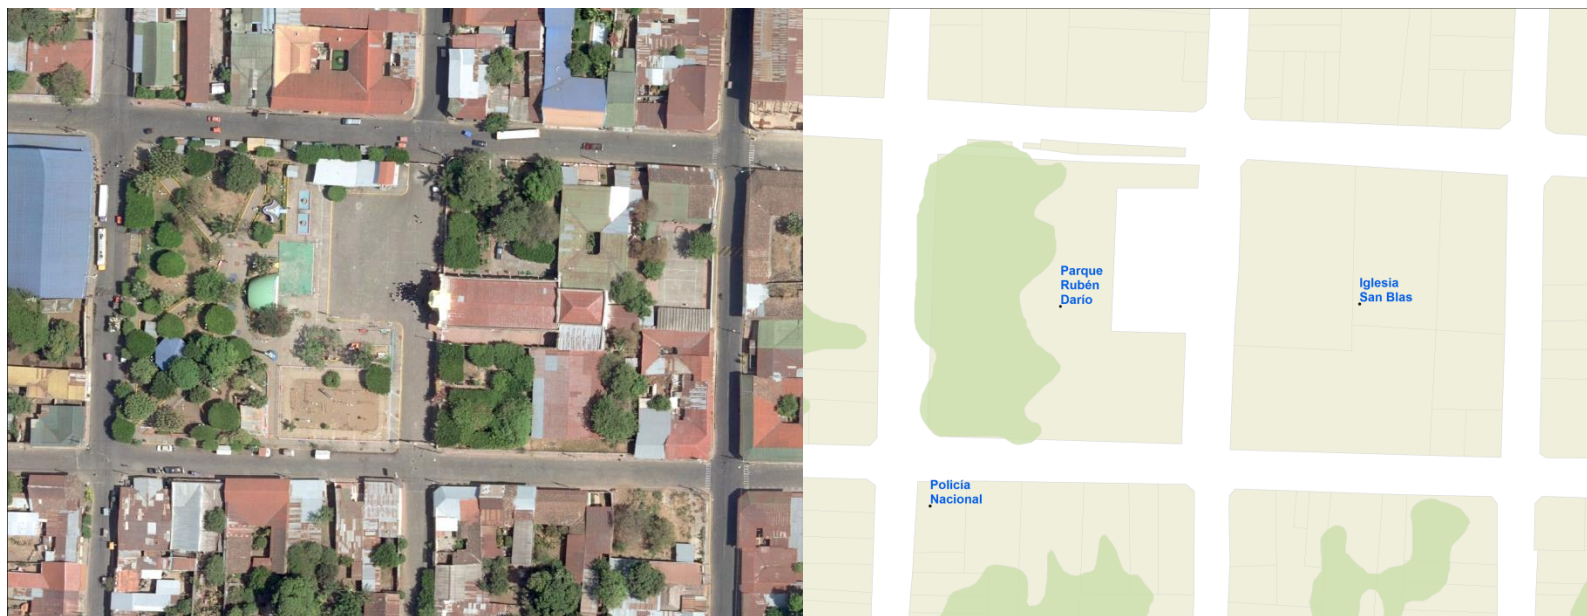 Parque
Rubén
Darío
Iglesia
San Blas
Policía
Nacional